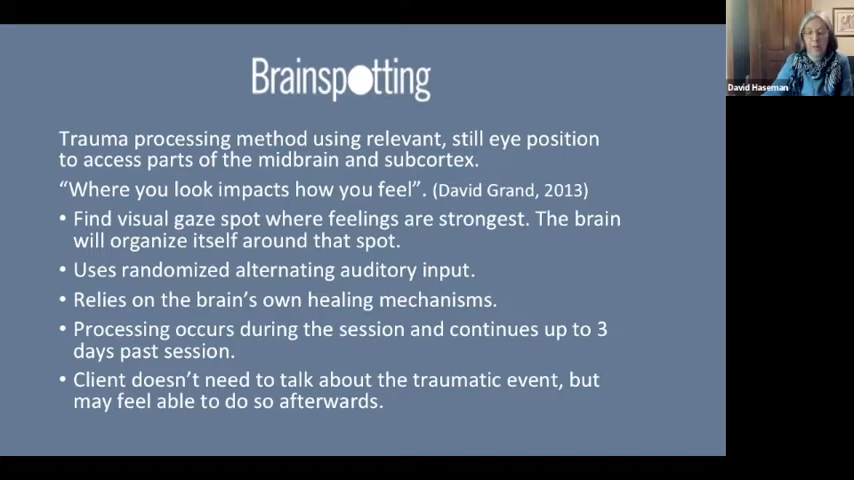 Brainspotting
Trauma processing method using relevant, still eye position
to access parts of the midbrain and subcortex.
“Where you look impacts how you feel”. (David Grand, 2013)
• Find visual gaze spot where feelings are strongest. The brain
will organize itself around that spot.
• Uses randomized alternating auditory input.
• Relies on the brain’s own healing mechanisms.
• Processing occurs during the session and continues up to 3
days past session.
• Client doesn’t need to talk about the traumatic event, but
may feel able to do so afterwards.
David Haseman